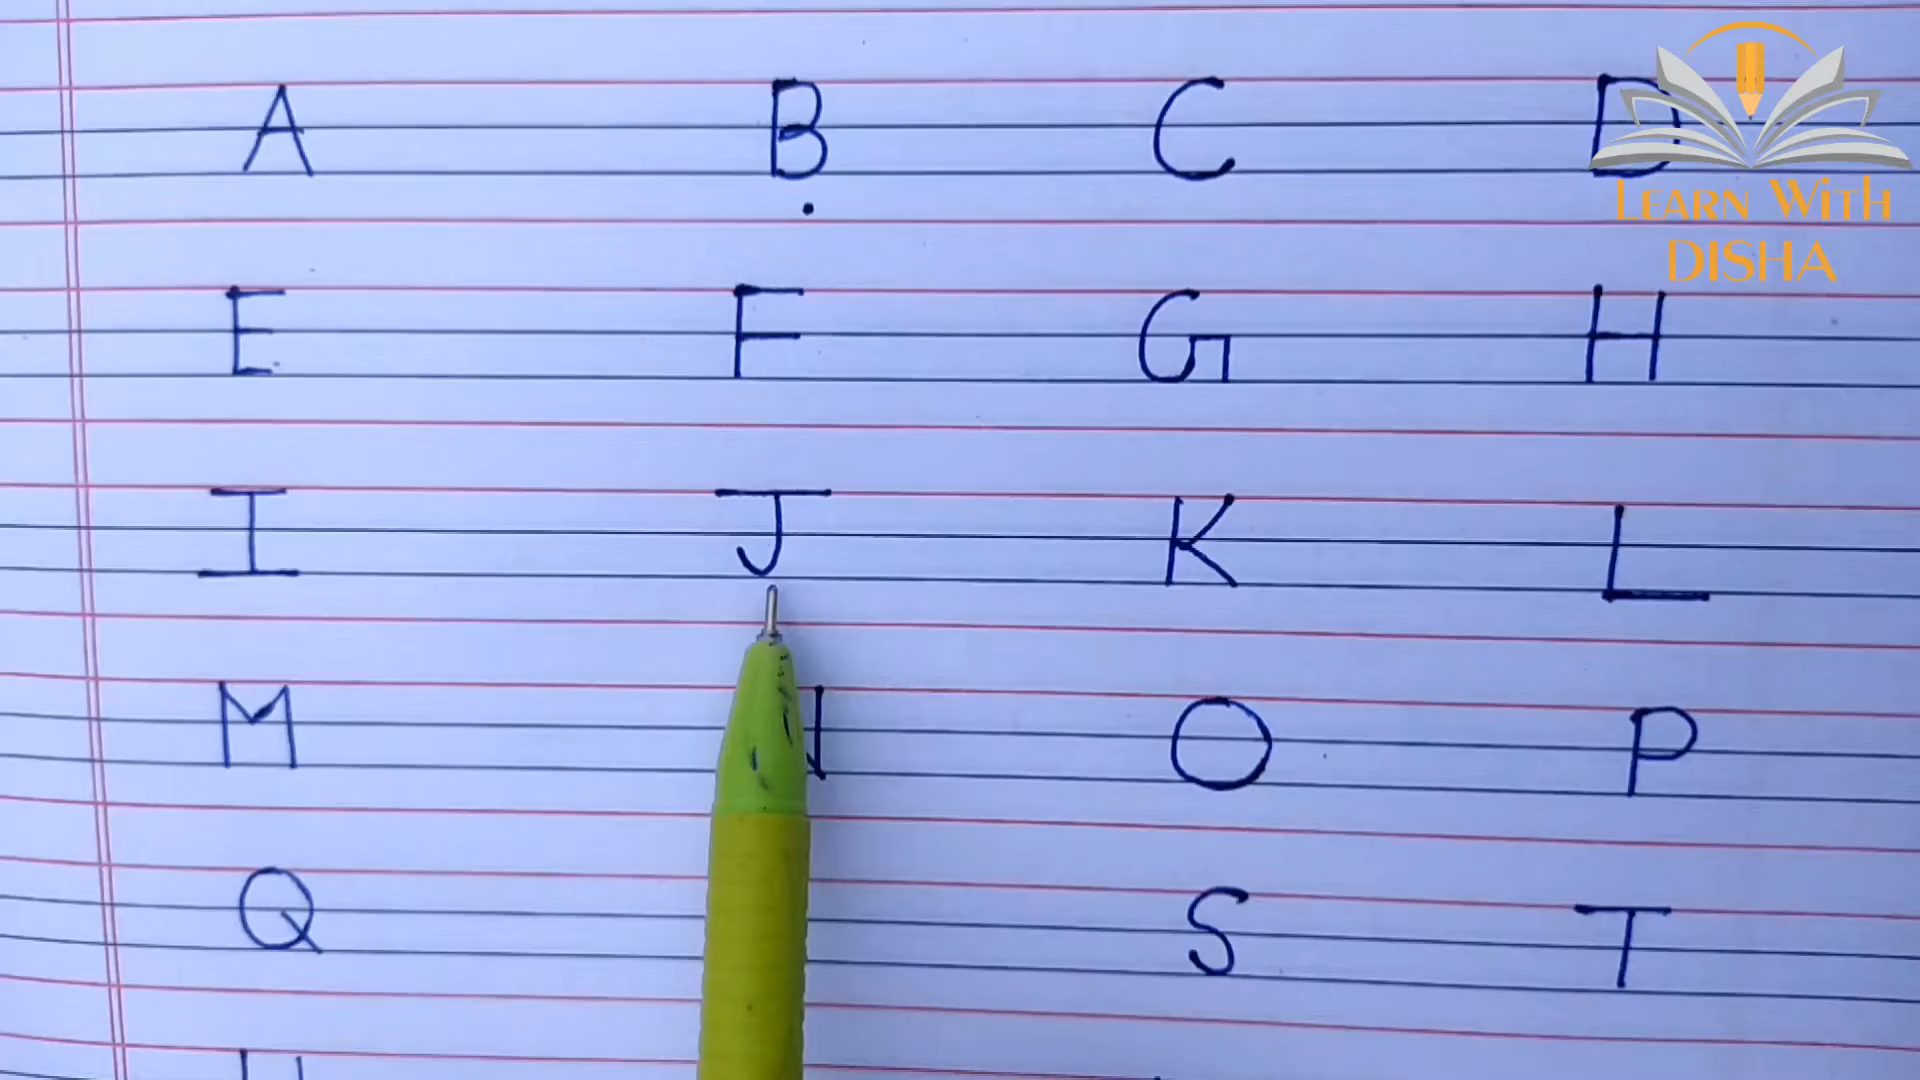 A B C D
LEARN WITH
DISHA
E F G H
I J K L
M N O P
Q S T